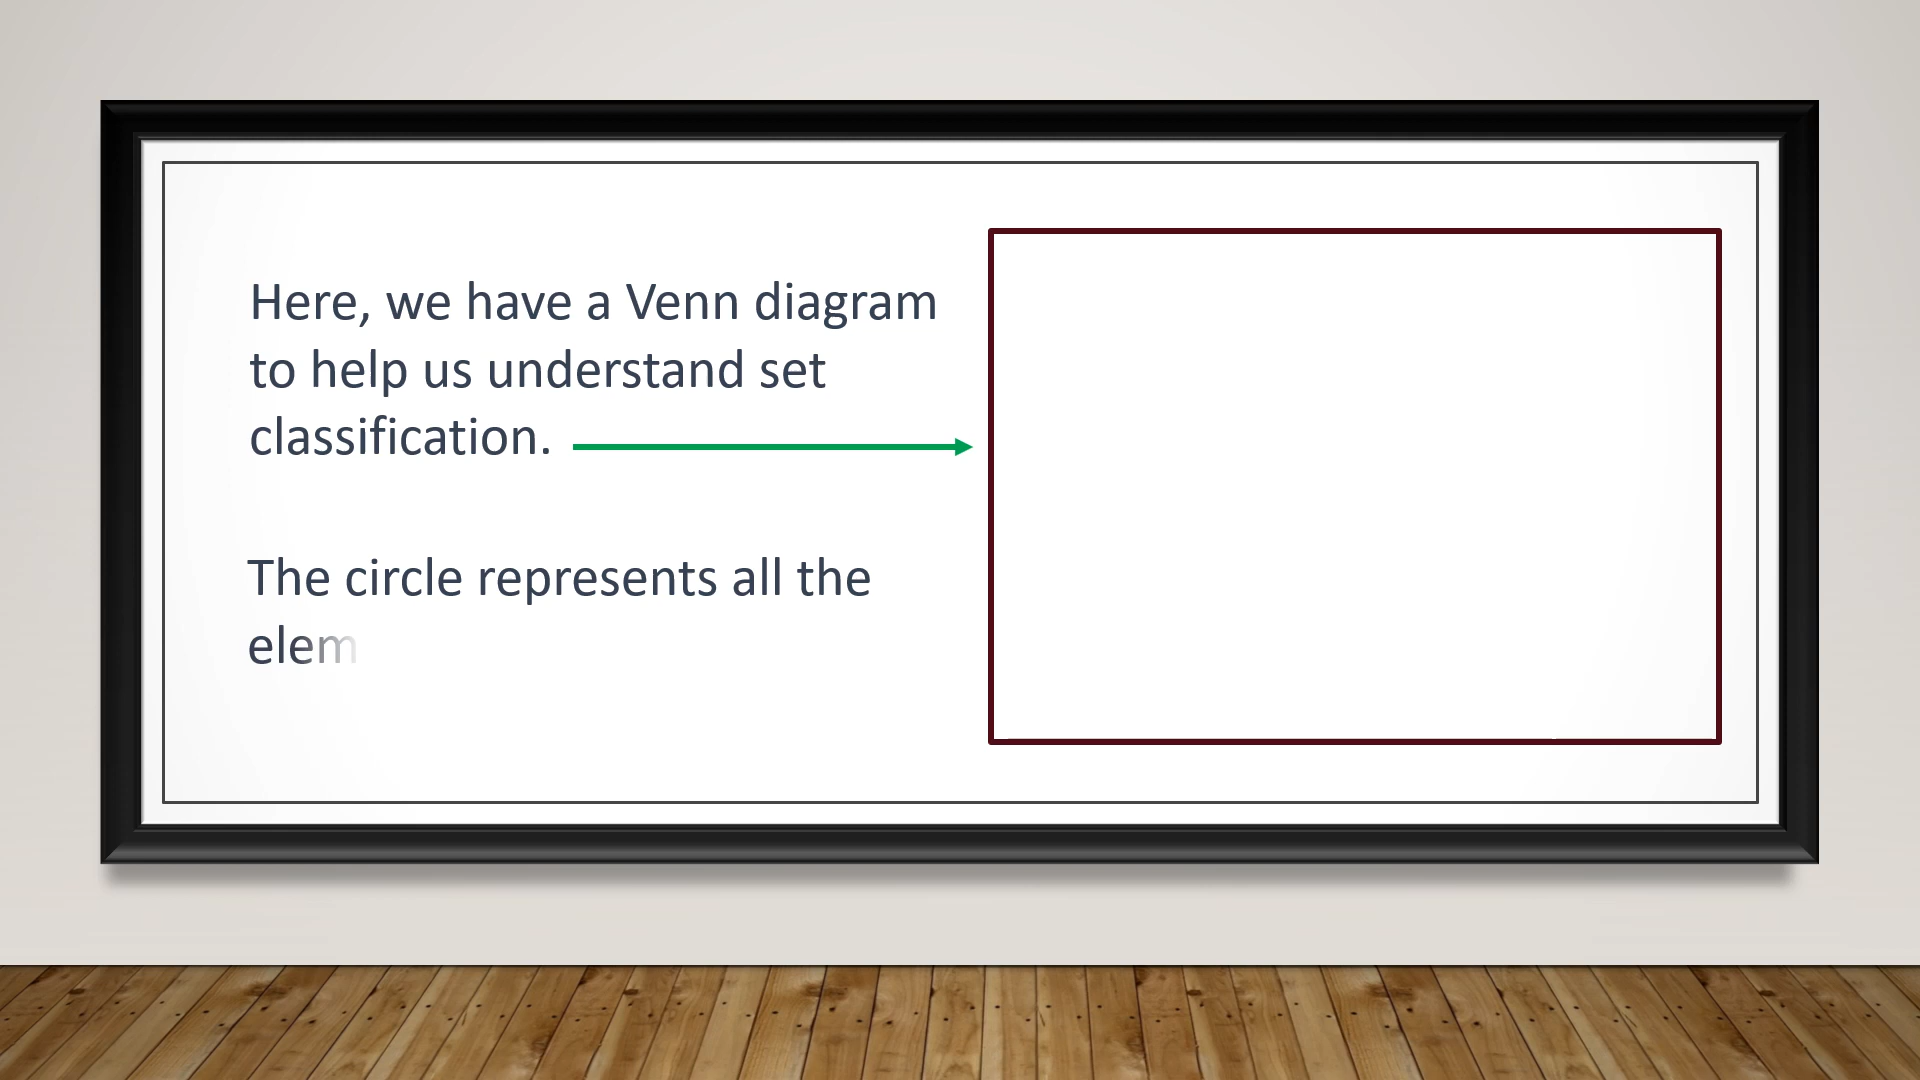 Here, we have a Venn diagram
to help us understand set
classification.
The circle represents all the
elem